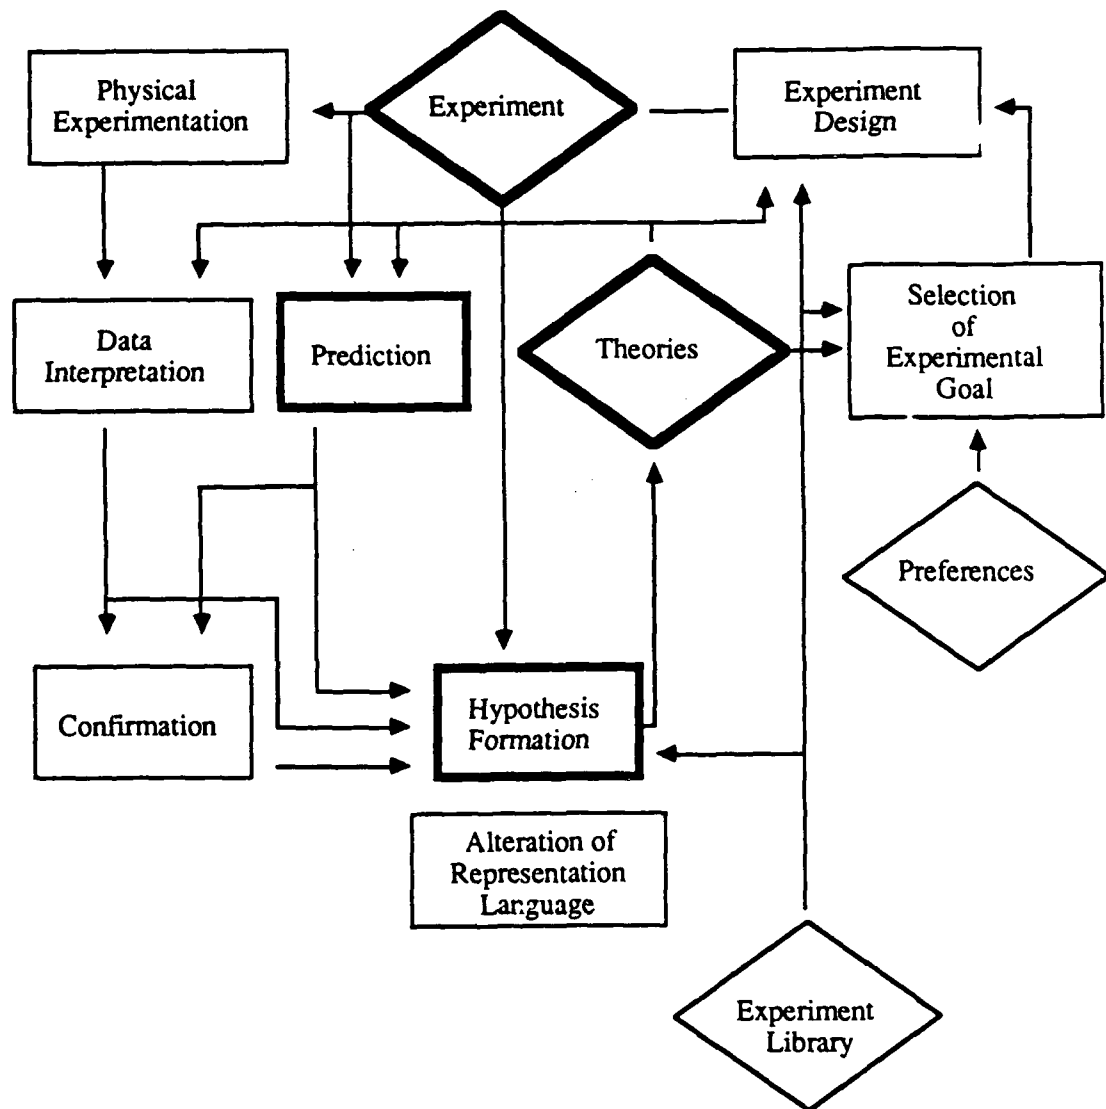 Physical
Experimentation
Experiment
Experiment
Design
Data
Interpretation
Prediction
Theories
Selection
of
Experimental
Goal
Preferences
Confirmation
Hypothesis
Formation
Alteration of
Representation
Language
Experiment
Library